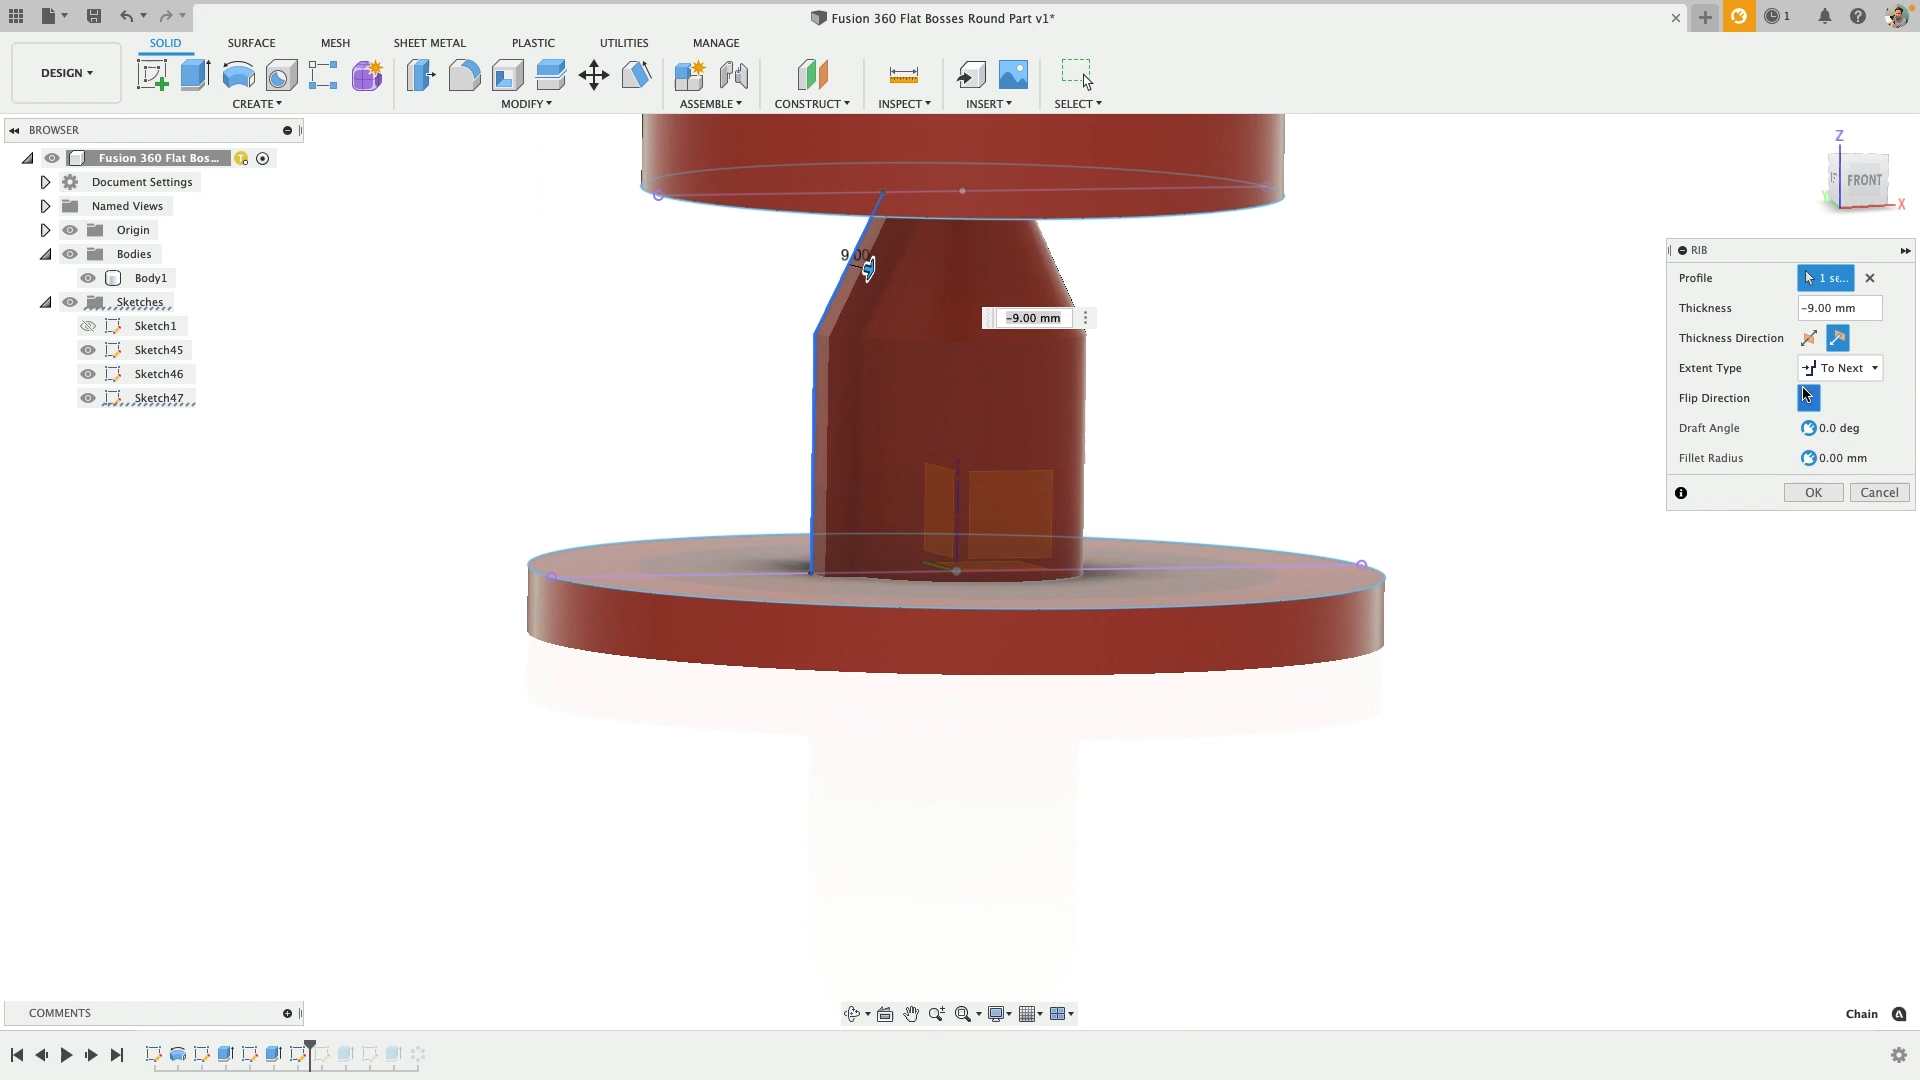 Fusion 360 Flat Bosses Round Part v1*
1
SOLID SURFACE MESH SHEET METAL PLASTIC UTILITIES MANAGE
DESIGN
CREATE MODIFY ASSEMBLE CONSTRUCT INSPECT INSERT SELECT
BROWSER
Fusion 360 Flat Bos...
Document Settings
Named Views
Origin
Bodies
Body1
Sketches
Sketch1
Sketch45
Sketch46
Sketch47
Z
FRONT
X
9.00
-9.00 mm
RIB
Profile 1 se...
Thickness -9.00 mm
Thickness Direction
Extent Type To Next
Flip Direction
Draft Angle 0.0 deg
Fillet Radius 0.00 mm
OK Cancel
COMMENTS
Chain